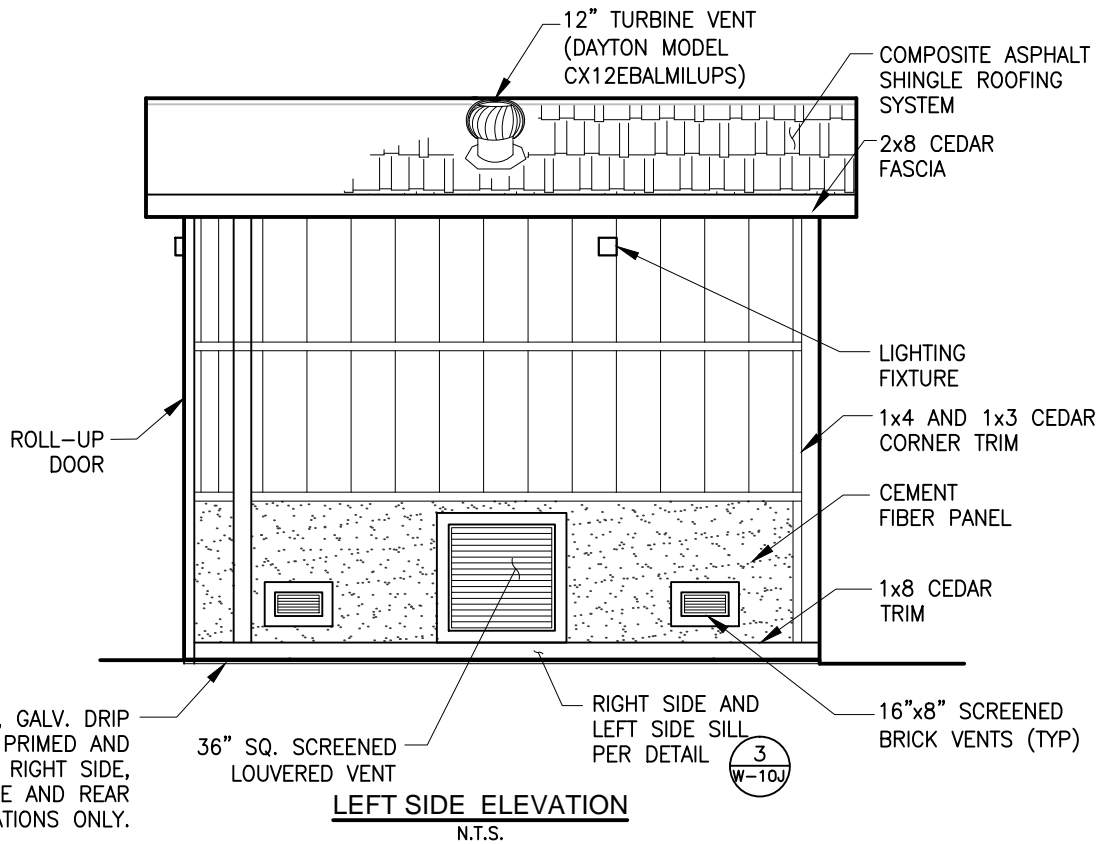 12” TURBINE VENT
(DAYTON MODEL
CX12EBALMILUPS)
COMPOSITE ASPHALT
SHINGLE ROOFING
SYSTEM
2x8 CEDAR
FASCIA
LIGHTING
FIXTURE
ROLL-UP
DOOR
1x4 AND 1x3 CEDAR
CORNER TRIM
CEMENT
FIBER PANEL
1x8 CEDAR
TRIM
GALV. DRIP
PRIMED AND
RIGHT SIDE,
AND REAR
ONLY.
36” SQ. SCREENED
LOUVERED VENT
RIGHT SIDE AND
LEFT SIDE SILL
PER DETAIL
3
W-10J
16”x8” SCREENED
BRICK VENTS (TYP)
LEFT SIDE ELEVATION
N.T.S.